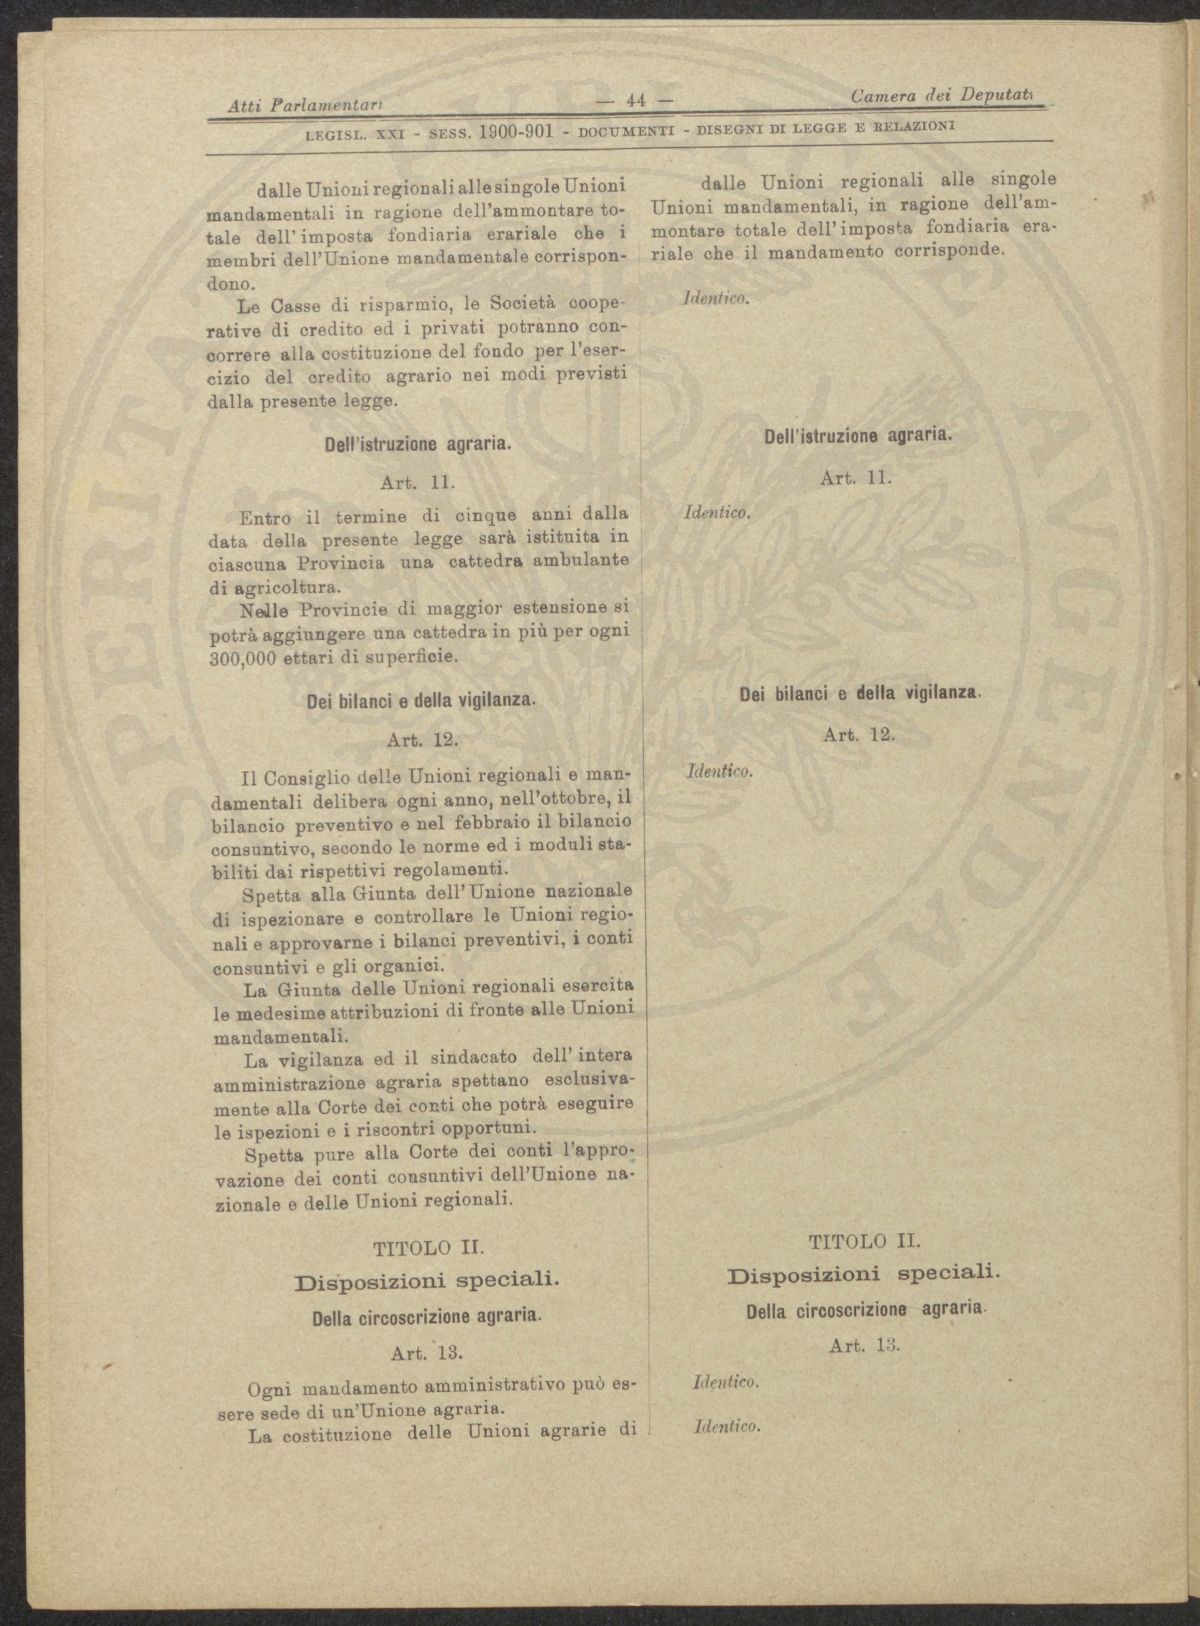 Atti Parlamentari — 44 — Camera dei Deputati
LEGISL. XXI - SESS. 1900-901 - DOCUMENTI - DISEGNI DI LEGGE E RELAZIONI
dalle Unioni regionali alle singole Unioni
mandamentali in ragione dell'ammontare to-
tale dell'imposta fondiaria erariale che i
membri dell'Unione mandamentale corrispon-
dono.
Le Casse di risparmio, le Società coope-
rative di credito ed i privati potranno con-
correre alla costituzione del fondo per l'eser-
cizio del credito agrario nei modi previsti
dalla presente legge.
Dell'istruzione agraria.
Art. 11.
Entro il termine di cinque anni dalla
data della presente legge sarà istituita in
ciascuna Provincia una cattedra ambulante
di agricoltura.
Nelle Provincie di maggior estensione si
potrà aggiungere una cattedra in più per ogni
300,000 ettari di superficie.
Dei bilanci e della vigilanza.
Art. 12.
Il Consiglio delle Unioni regionali e man-
damentali delibera ogni anno, nell'ottobre, il
bilancio preventivo e nel febbraio il bilancio
consuntivo, secondo le norme ed i moduli sta-
biliti dai rispettivi regolamenti.
Spetta alla Giunta dell'Unione nazionale
di ispezionare e controllare le Unioni regio-
nali e approvarne i bilanci preventivi, i conti
consuntivi e gli organici.
La Giunta delle Unioni regionali esercita
le medesime attribuzioni di fronte alle Unioni
mandamentali.
La vigilanza ed il sindacato dell'intera
amministrazione agraria spettano esclusiva-
mente alla Corte dei conti che potrà eseguire
le ispezioni e i riscontri opportuni.
Spetta pure alla Corte dei conti l'appro-
vazione dei conti consuntivi dell'Unione na-
zionale e delle Unioni regionali.
TITOLO II.
Disposizioni speciali.
Della circoscrizione agraria.
Art. 13.
Ogni mandamento amministrativo può es-
sere sede di un'Unione agraria.
La costituzione delle Unioni agrarie di
dalle Unioni regionali alle singole
Unioni mandamentali, in ragione dell'am-
montare totale dell'imposta fondiaria era-
riale che il mandamento corrisponde.
Identico.
Dell'istruzione agraria.
Art. 11.
Identico.
Dei bilanci e della vigilanza.
Art. 12.
Identico.
TITOLO II.
Disposizioni speciali.
Della circoscrizione agraria.
Art. 13.
Identico.
Identico.